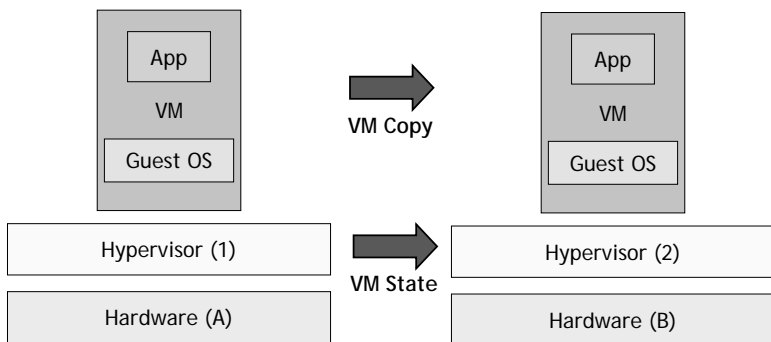 App
VM
Guest OS
Hypervisor (1)
Hardware (A)
VM Copy
VM State
App
VM
Guest OS
Hypervisor (2)
Hardware (B)